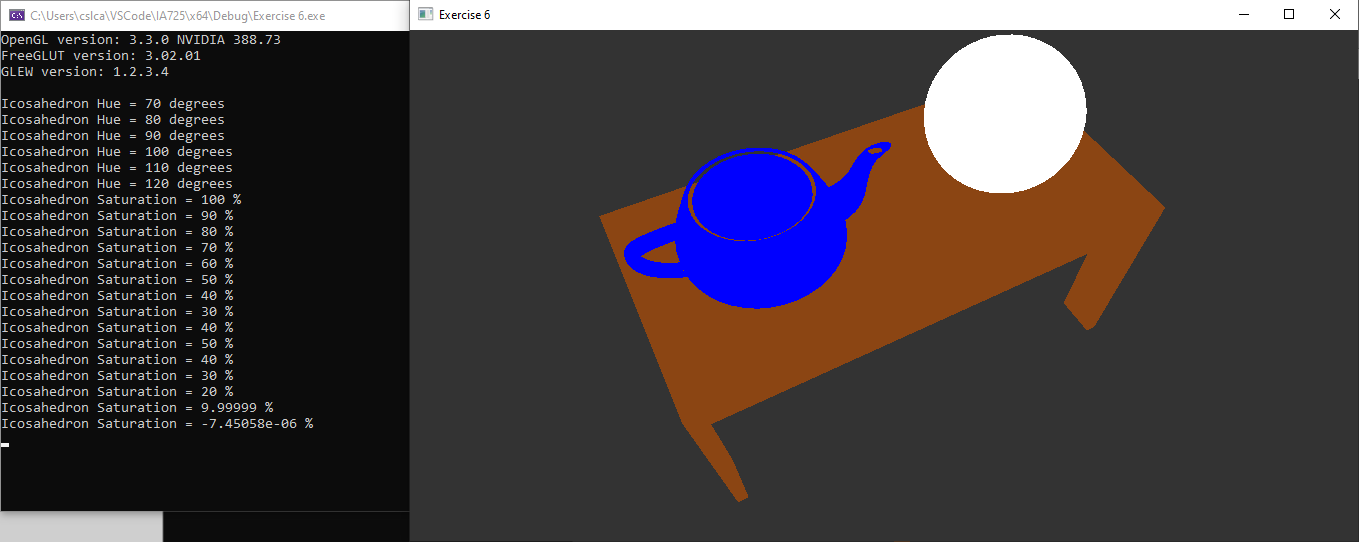 C:\Users\cslca\VSCode\IA725\x64\Debug\Exercise 6.exe
OpenGL version: 3.3.0 NVIDIA 388.73
FreeGLUT version: 3.02.01
GLEW version: 1.2.3.4
Icosahedron Hue = 70 degrees
Icosahedron Hue = 80 degrees
Icosahedron Hue = 90 degrees
Icosahedron Hue = 100 degrees
Icosahedron Hue = 110 degrees
Icosahedron Hue = 120 degrees
Icosahedron Saturation = 100 %
Icosahedron Saturation = 90 %
Icosahedron Saturation = 80 %
Icosahedron Saturation = 70 %
Icosahedron Saturation = 60 %
Icosahedron Saturation = 50 %
Icosahedron Saturation = 40 %
Icosahedron Saturation = 30 %
Icosahedron Saturation = 40 %
Icosahedron Saturation = 50 %
Icosahedron Saturation = 40 %
Icosahedron Saturation = 30 %
Icosahedron Saturation = 20 %
Icosahedron Saturation = 9.99999 %
Icosahedron Saturation = -7.45058e-06 %
Exercise 6